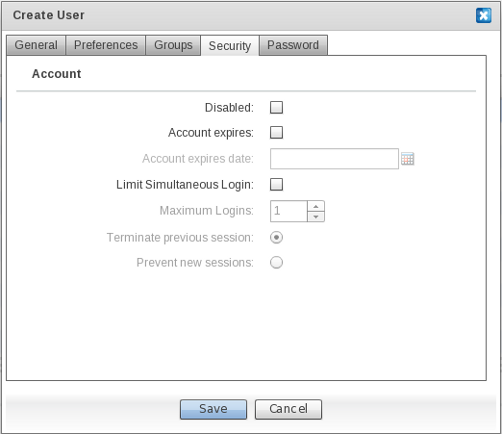 Create User
General Preferences Groups Security Password
Account
Disabled:
Account expires:
Account expires date:
Limit Simultaneous Login:
Maximum Logins: 1
Terminate previous session:
Prevent new sessions:
Save Cancel